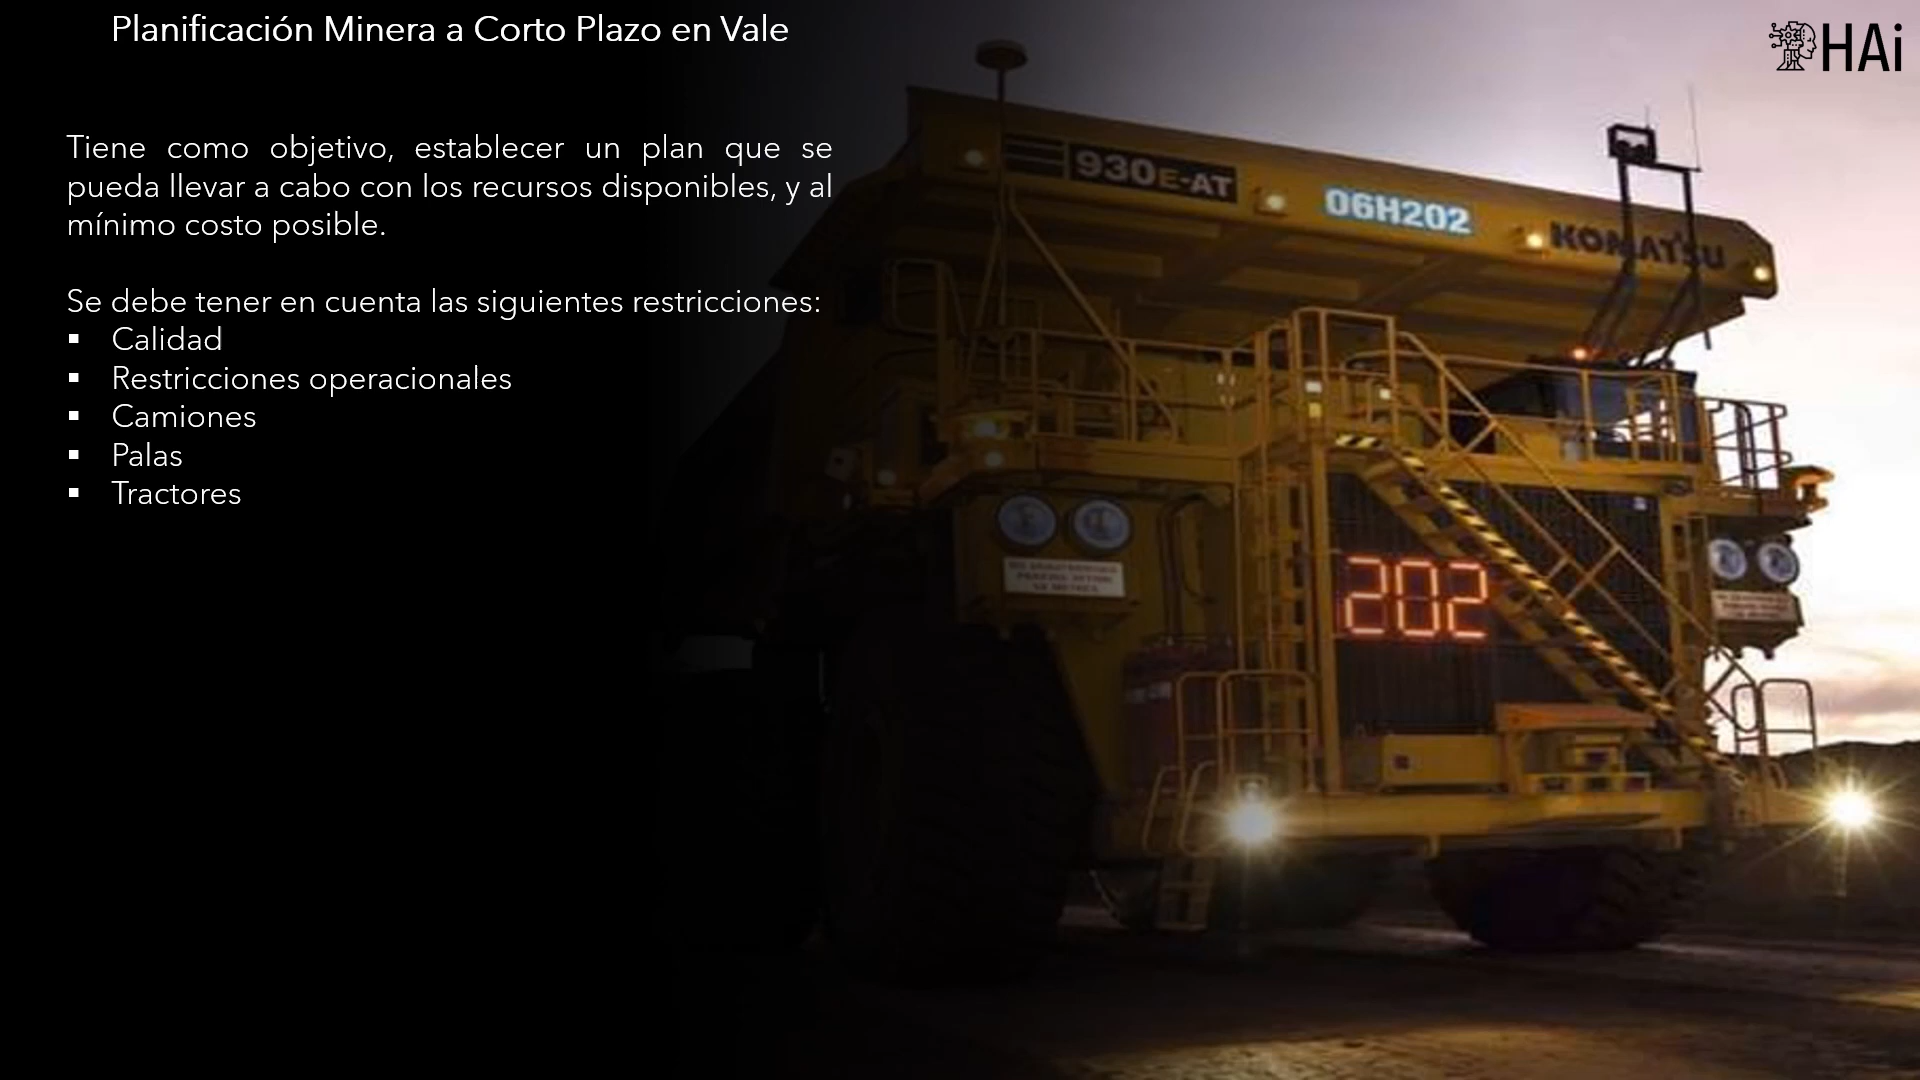 Planificación Minera a Corto Plazo en Vale
HAi
Tiene como objetivo, establecer un plan que se
pueda llevar a cabo con los recursos disponibles, y al
mínimo costo posible.
Se debe tener en cuenta las siguientes restricciones:
▪ Calidad
▪ Restricciones operacionales
▪ Camiones
▪ Palas
▪ Tractores
930E-AT
06H202
KOMATSU
202